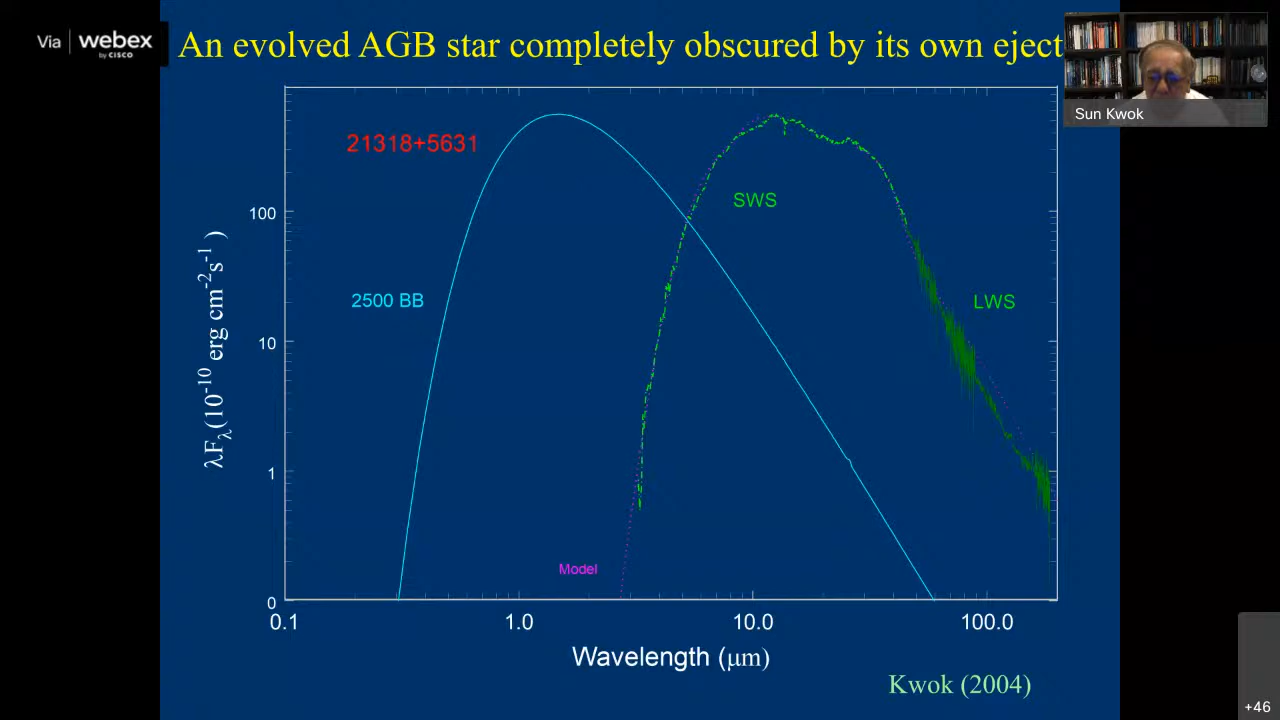 Via webex
by CISCO
An evolved AGB star completely obscured by its own eject
Sun Kwok
21318+5631
SWS
2500 BB
LWS
Model
100
10
1
0
λFλ(10⁻¹⁰ erg cm⁻²s⁻¹)
0.1 1.0 10.0 100.0
Wavelength (μm)
Kwok (2004)
+46